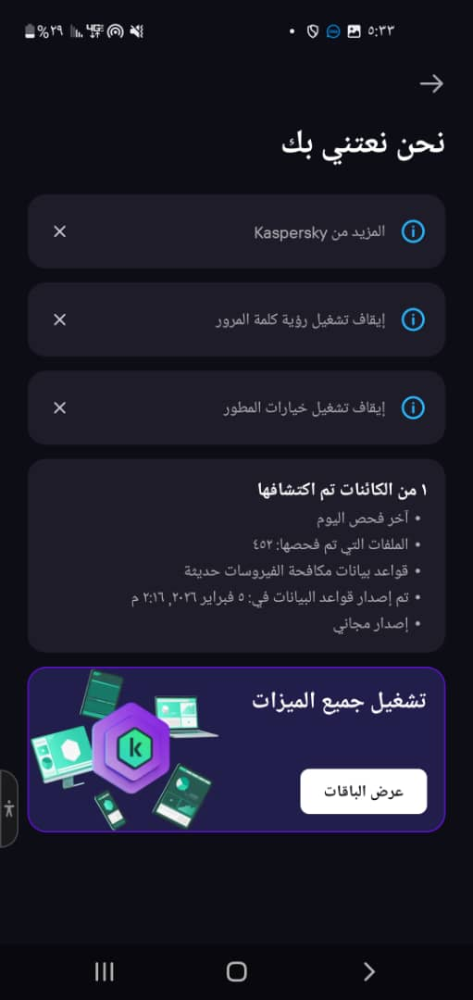 %٢٩ 4G ٥:٣٣
نحن نعتني بك
المزيد من Kaspersky
إيقاف تشغيل رؤية كلمة المرور
إيقاف تشغيل خيارات المطور
١ من الكائنات تم اكتشافها
• آخر فحص اليوم
• الملفات التي تم فحصها: ٤٥٢
• قواعد بيانات مكافحة الفيروسات حديثة
• تم إصدار قواعد البيانات في: ٥ فبراير ٢٠٢٦, ٢:١٦ م
• إصدار مجاني
تشغيل جميع الميزات
عرض الباقات